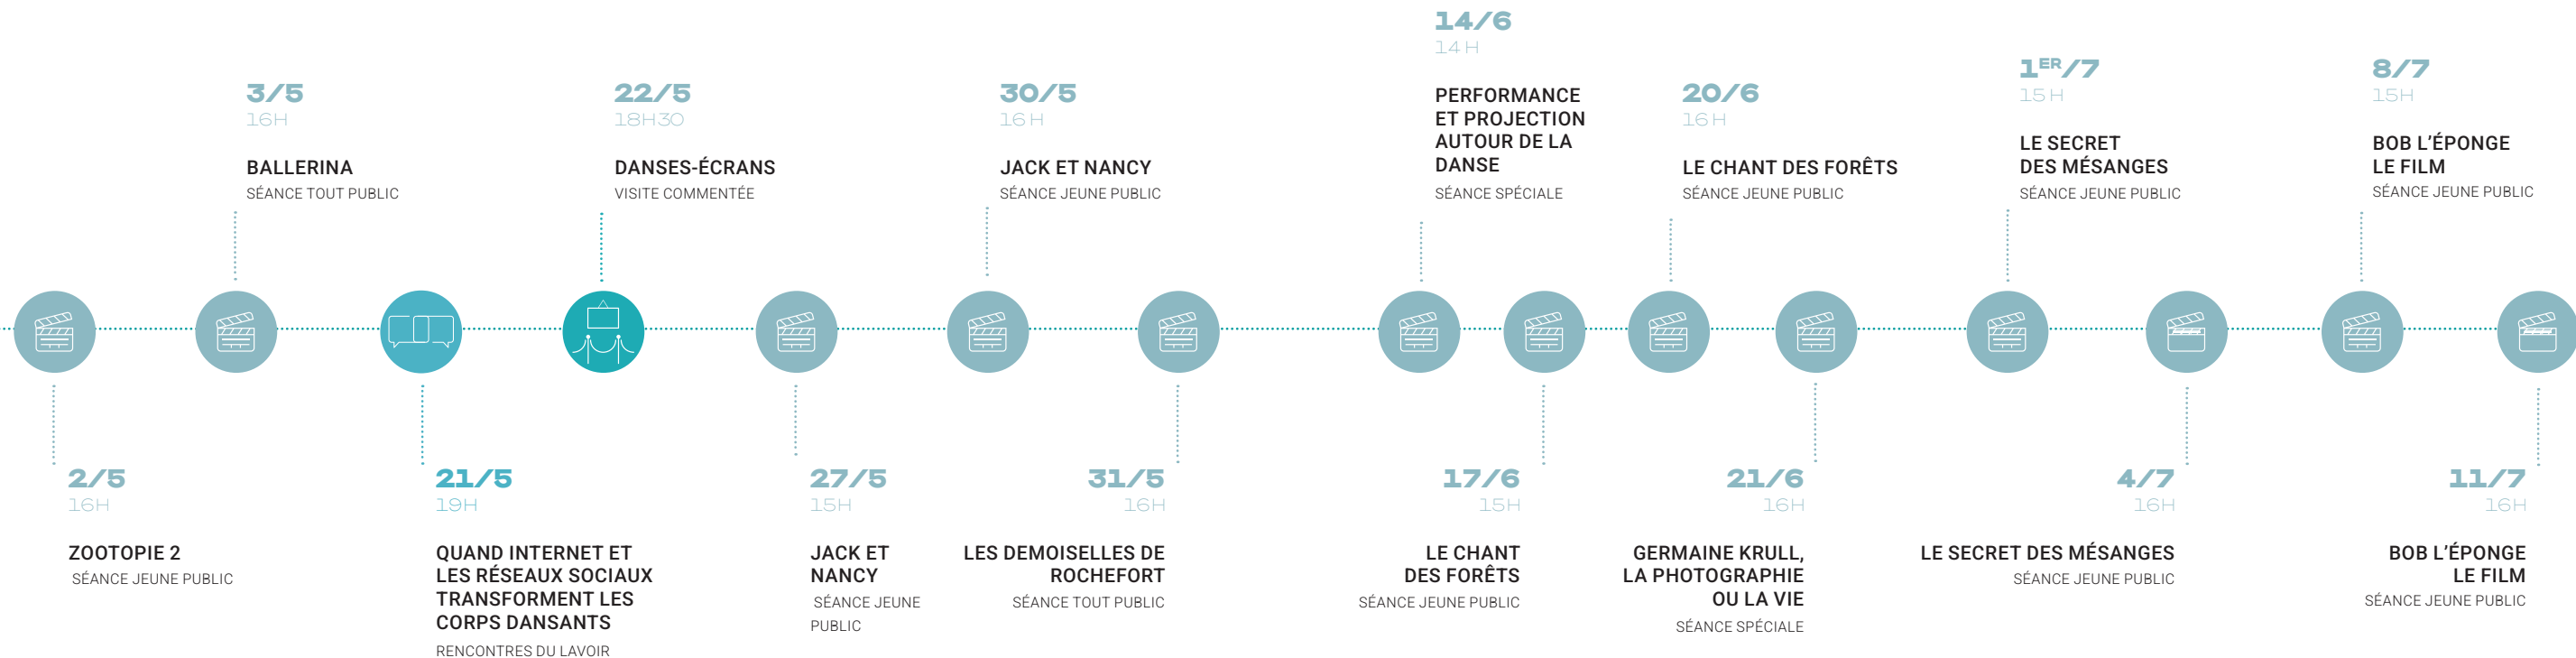 2/5
16H
ZOOTOPIE 2
SÉANCE JEUNE PUBLIC
3/5
16H
BALLERINA
SÉANCE TOUT PUBLIC
21/5
19H
QUAND INTERNET ET
LES RÉSEAUX SOCIAUX
TRANSFORMENT LES
CORPS DANSANTS
RENCONTRES DU LAVOIR
22/5
18H30
DANSES-ÉCRANS
VISITE COMMENTÉE
27/5
15H
JACK ET
NANCY
SÉANCE JEUNE
PUBLIC
30/5
16 H
JACK ET NANCY
SÉANCE JEUNE PUBLIC
31/5
16H
LES DEMOISELLES DE
ROCHEFORT
SÉANCE TOUT PUBLIC
14/6
14 H
PERFORMANCE
ET PROJECTION
AUTOUR DE LA
DANSE
SÉANCE SPÉCIALE
17/6
15H
LE CHANT
DES FORÊTS
SÉANCE JEUNE PUBLIC
20/6
16 H
LE CHANT DES FORÊTS
SÉANCE JEUNE PUBLIC
21/6
16H
GERMAINE KRULL,
LA PHOTOGRAPHIE
OU LA VIE
SÉANCE SPÉCIALE
1ER/7
15 H
LE SECRET
DES MÉSANGES
SÉANCE JEUNE PUBLIC
4/7
16H
LE SECRET DES MÉSANGES
SÉANCE JEUNE PUBLIC
8/7
15H
BOB L'ÉPONGE
LE FILM
SÉANCE JEUNE PUBLIC
11/7
16H
BOB L'ÉPONGE
LE FILM
SÉANCE JEUNE PUBLIC